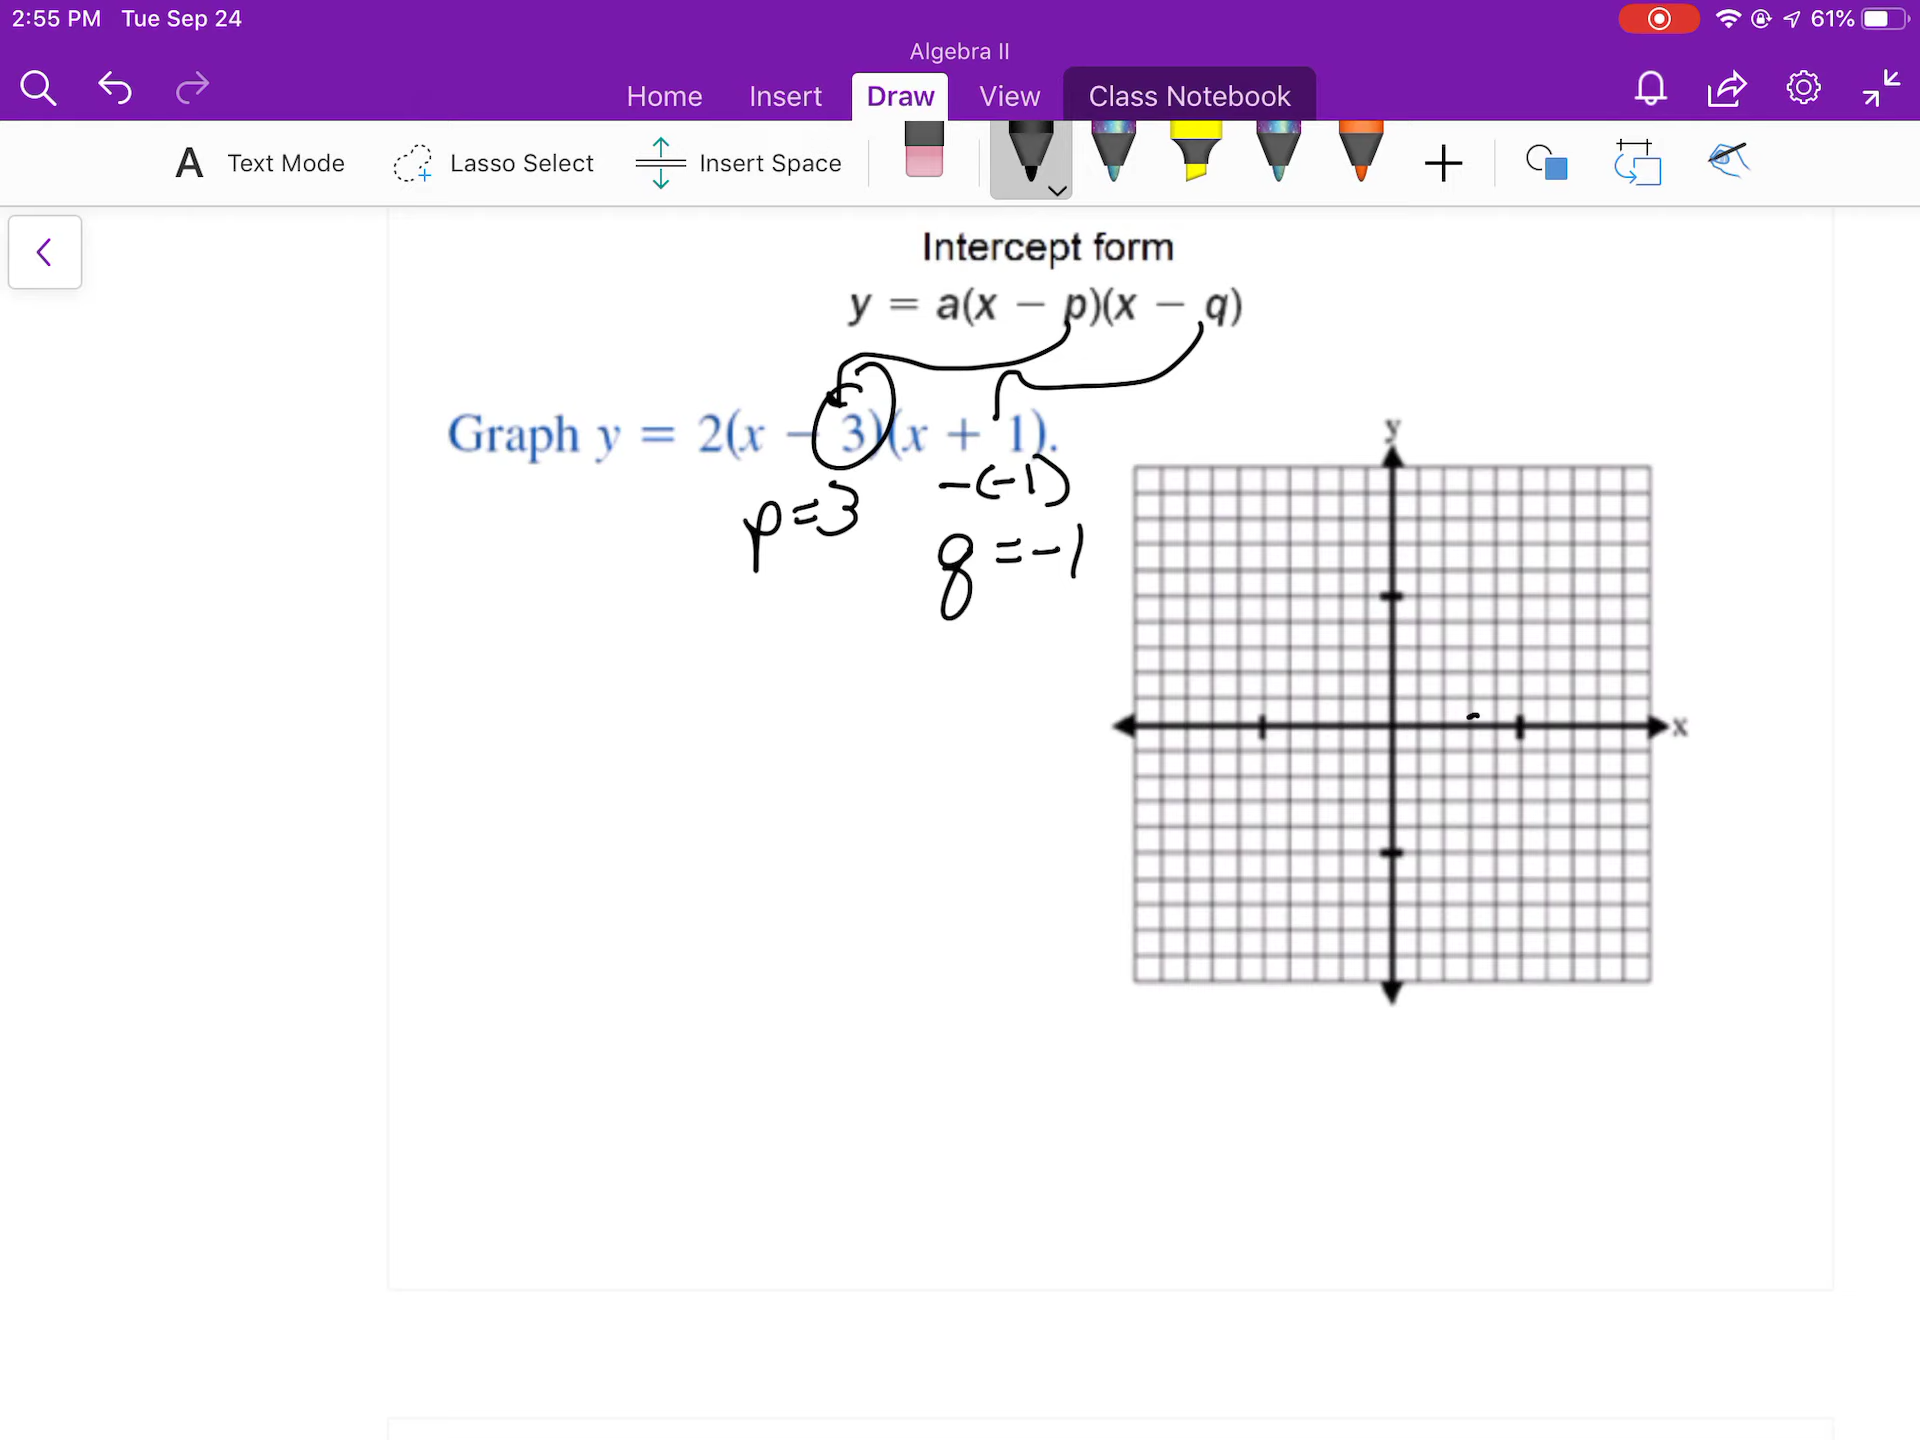 2:55 PM Tue Sep 24 61%
Algebra II
Home Insert Draw View Class Notebook
A Text Mode Lasso Select Insert Space
Intercept form
y = a(x − p)(x − q)
Graph y = 2(x − 3)(x + 1).
p=3 -(-1)
q=-1
y
x